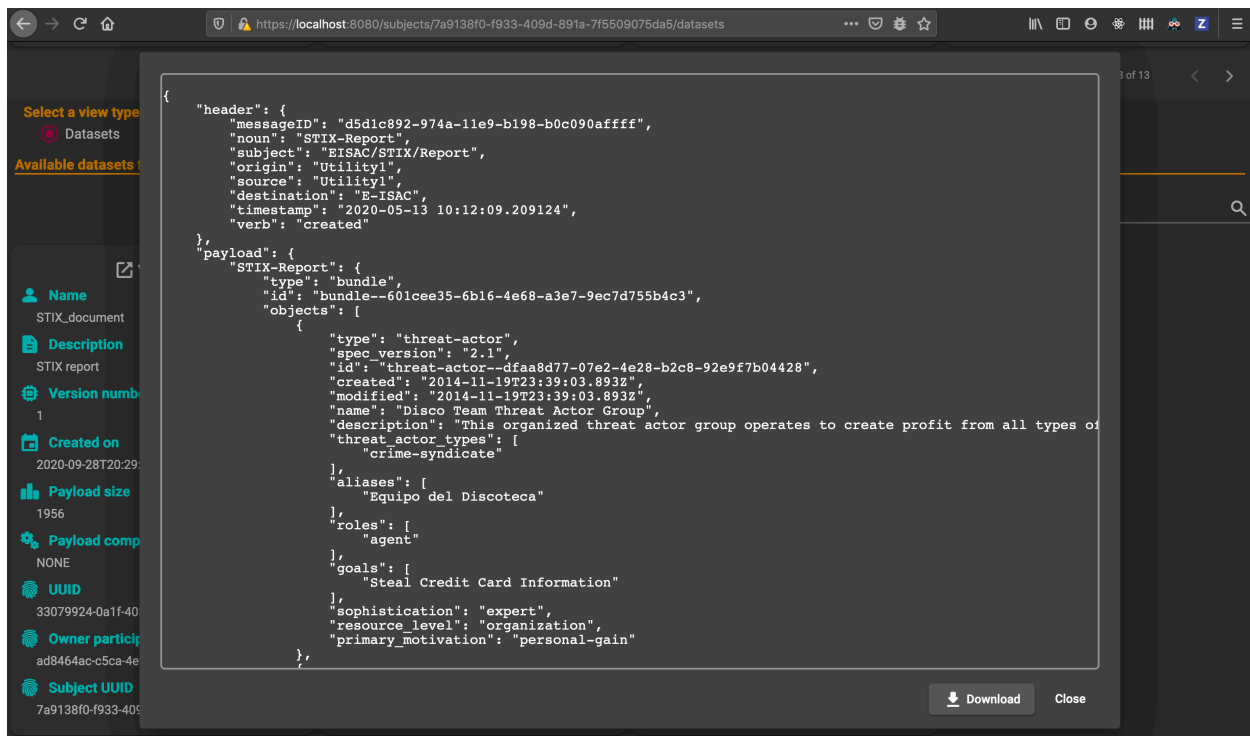 https://localhost:8080/subjects/7a9138f0-f933-409d-891a-7f5509075da5/datasets
Z
of 13
Select a view type
Datasets
Available datasets
Name
STIX_document
Description
STIX report
Version numb
1
Created on
2020-09-28T20:29:
Payload size
1956
Payload comp
NONE
UUID
33079924-0a1f-40
Owner particip
ad8464ac-c5ca-4e
Subject UUID
7a9138f0-f933-409
{
"header": {
"messageID": "d5d1c892-974a-11e9-b198-b0c090affff",
"noun": "STIX-Report",
"subject": "EISAC/STIX/Report",
"origin": "Utility1",
"source": "Utility1",
"destination": "E-ISAC",
"timestamp": "2020-05-13 10:12:09.209124",
"verb": "created"
},
"payload": {
"STIX-Report": {
"type": "bundle",
"id": "bundle--601cee35-6b16-4e68-a3e7-9ec7d755b4c3",
"objects": [
{
"type": "threat-actor",
"spec_version": "2.1",
"id": "threat-actor--dfaa8d77-07e2-4e28-b2c8-92e9f7b04428",
"created": "2014-11-19T23:39:03.893Z",
"modified": "2014-11-19T23:39:03.893Z",
"name": "Disco Team Threat Actor Group",
"description": "This organized threat actor group operates to create profit from all types of
"threat_actor_types": [
"crime-syndicate"
],
"aliases": [
"Equipo del Discoteca"
],
"roles": [
"agent"
],
"goals": [
"Steal Credit Card Information"
],
"sophistication": "expert",
"resource_level": "organization",
"primary_motivation": "personal-gain"
},
Download
Close